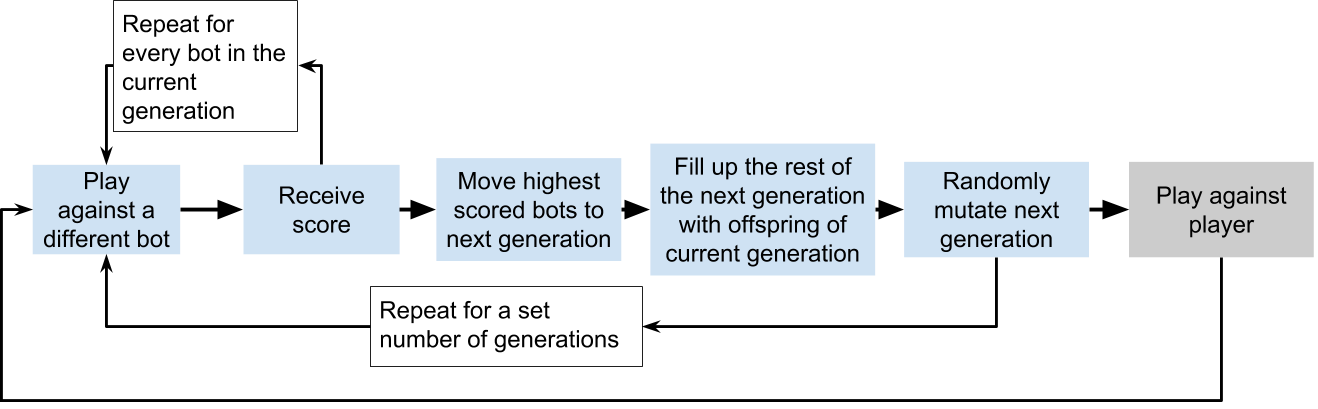 Repeat for
every bot in the
current
generation
Play
against a
different bot
Receive
score
Move highest
scored bots to
next generation
Fill up the rest of
the next generation
with offspring of
current generation
Randomly
mutate next
generation
Play against
player
Repeat for a set
number of generations